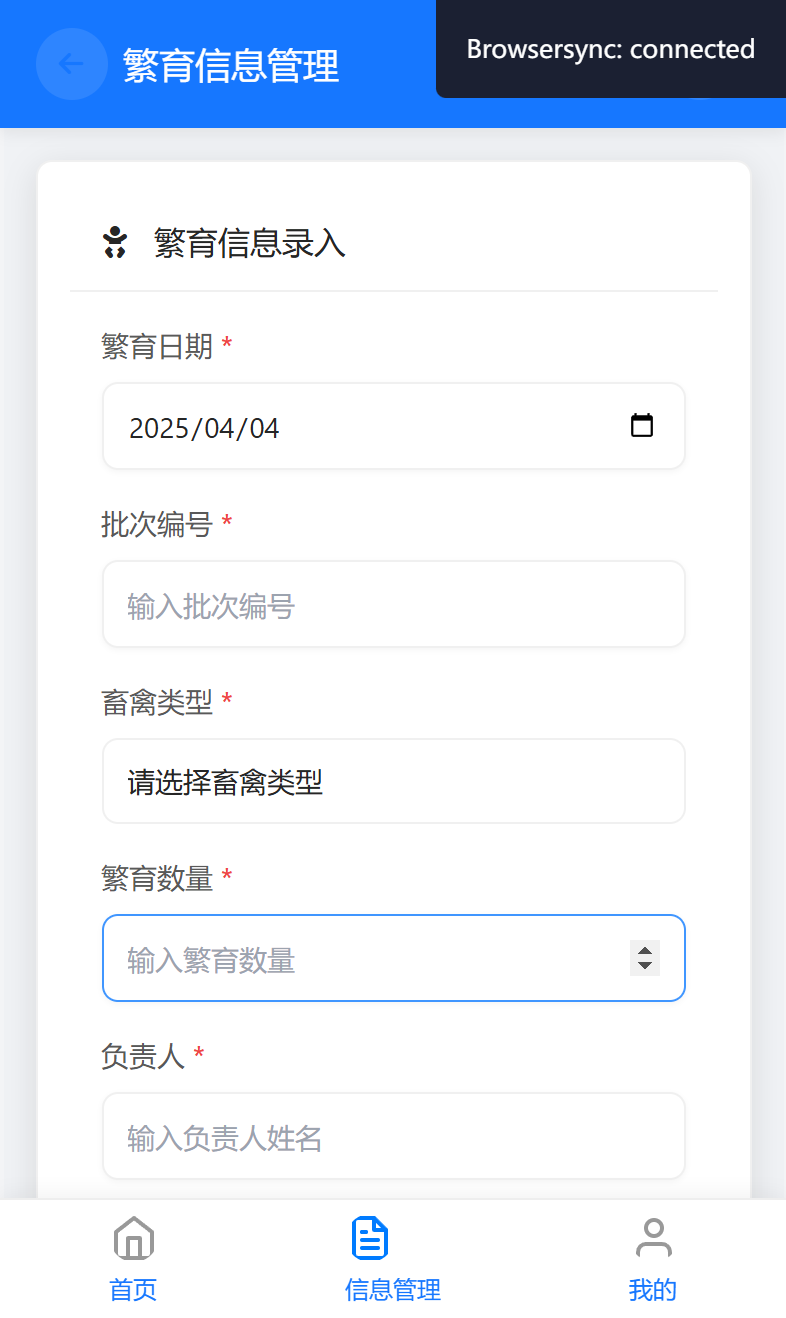 繁育信息管理
Browsersync: connected
繁育信息录入
繁育日期 *
2025/04/04
批次编号 *
输入批次编号
畜禽类型 *
请选择畜禽类型
繁育数量 *
输入繁育数量
负责人 *
输入负责人姓名
首页 信息管理 我的